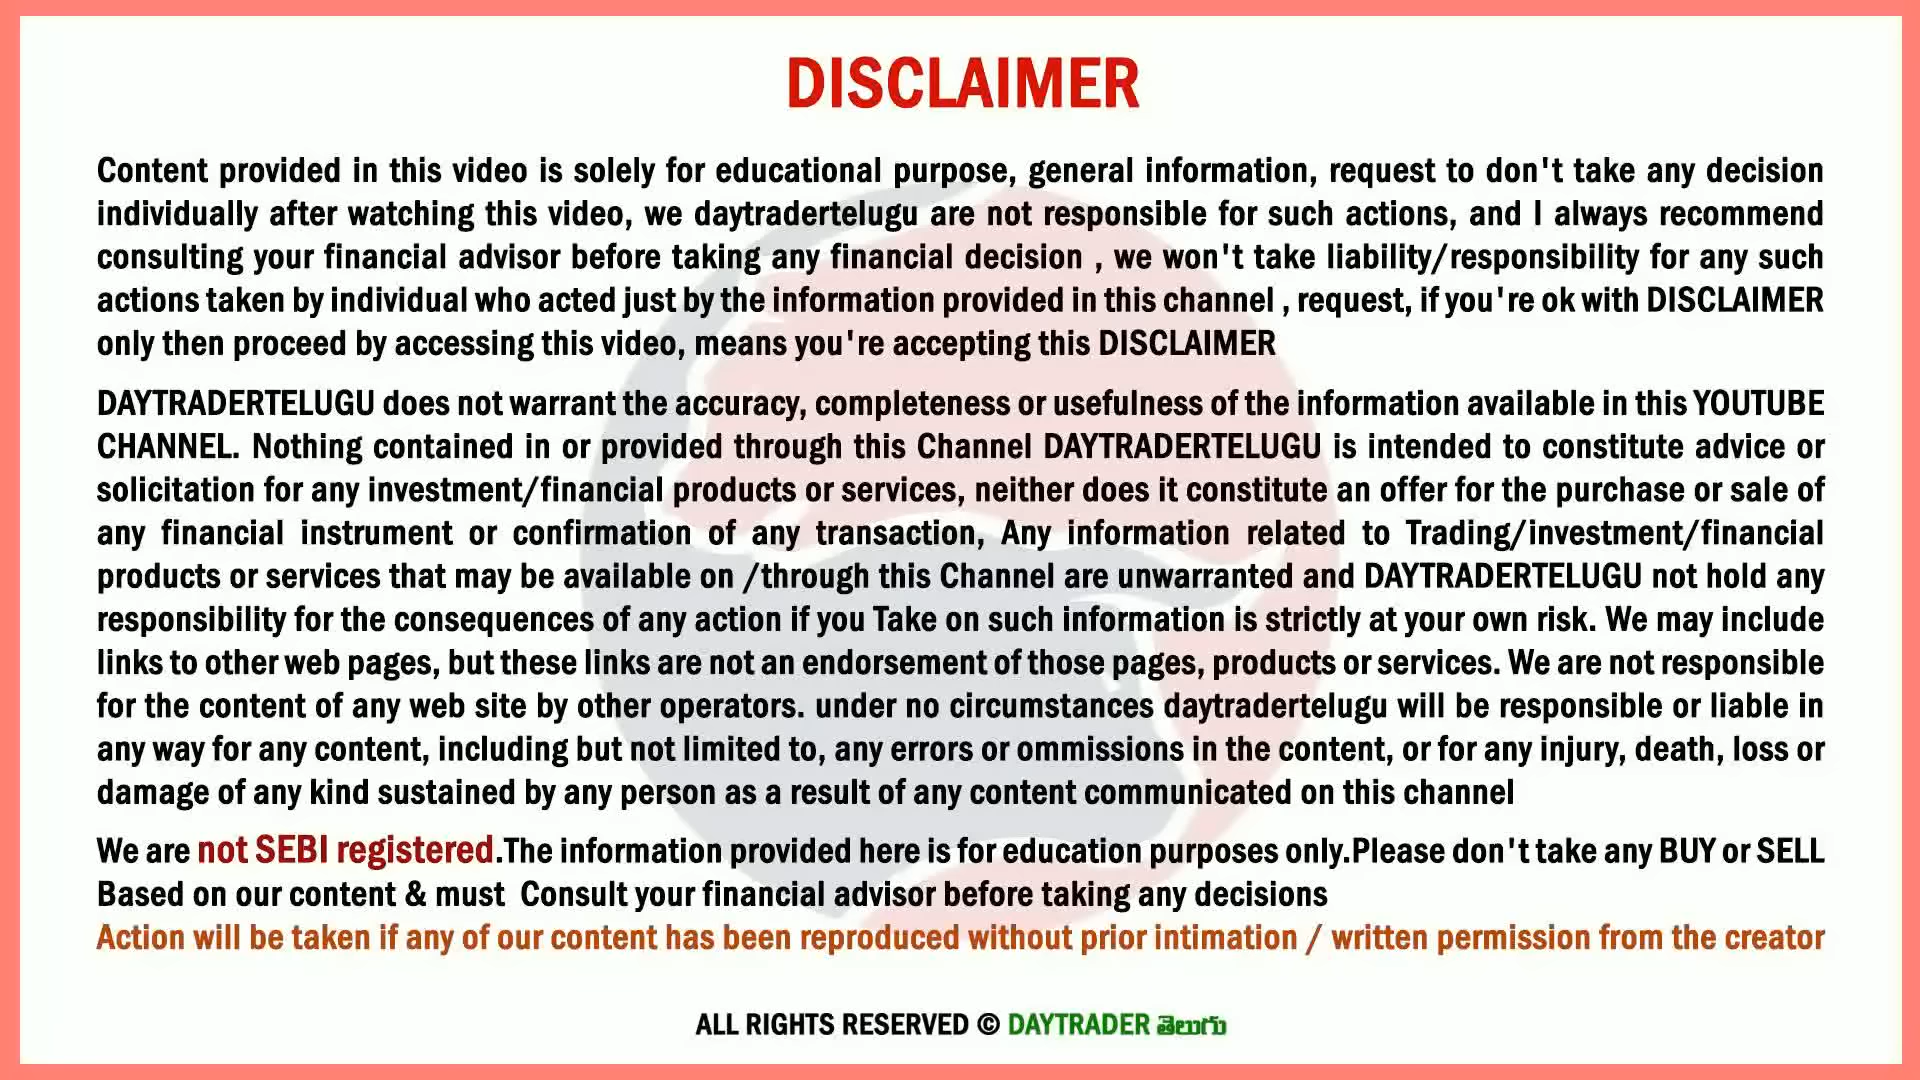 DISCLAIMER
Content provided in this video is solely for educational purpose, general information, request to don't take any decision
individually after watching this video, we daytradertelugu are not responsible for such actions, and I always recommend
consulting your financial advisor before taking any financial decision , we won't take liability/responsibility for any such
actions taken by individual who acted just by the information provided in this channel , request, if you're ok with DISCLAIMER
only then proceed by accessing this video, means you're accepting this DISCLAIMER
DAYTRADERTELUGU does not warrant the accuracy, completeness or usefulness of the information available in this YOUTUBE
CHANNEL. Nothing contained in or provided through this Channel DAYTRADERTELUGU is intended to constitute advice or
solicitation for any investment/financial products or services, neither does it constitute an offer for the purchase or sale of
any financial instrument or confirmation of any transaction, Any information related to Trading/investment/financial
products or services that may be available on /through this Channel are unwarranted and DAYTRADERTELUGU not hold any
responsibility for the consequences of any action if you Take on such information is strictly at your own risk. We may include
links to other web pages, but these links are not an endorsement of those pages, products or services. We are not responsible
for the content of any web site by other operators. under no circumstances daytradertelugu will be responsible or liable in
any way for any content, including but not limited to, any errors or ommissions in the content, or for any injury, death, loss or
damage of any kind sustained by any person as a result of any content communicated on this channel
We are not SEBI registered.The information provided here is for education purposes only.Please don't take any BUY or SELL
Based on our content & must Consult your financial advisor before taking any decisions
Action will be taken if any of our content has been reproduced without prior intimation / written permission from the creator
ALL RIGHTS RESERVED © DAYTRADER తెలుగు